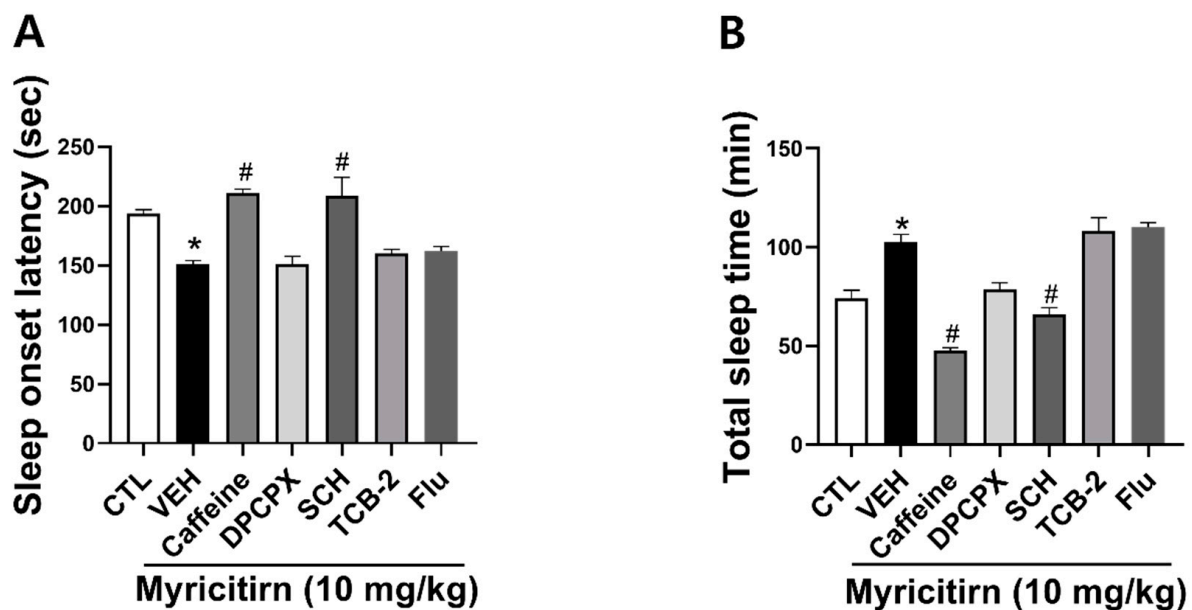 A
Sleep onset latency (sec)
250
200
150
100
50
0
*
#
#
CTL
VEH
Caffeine
DPCPX
SCH
TCB-2
Flu
Myricitirn (10 mg/kg)
B
Total sleep time (min)
150
100
50
0
*
#
#
CTL
VEH
Caffeine
DPCPX
SCH
TCB-2
Flu
Myricitirn (10 mg/kg)